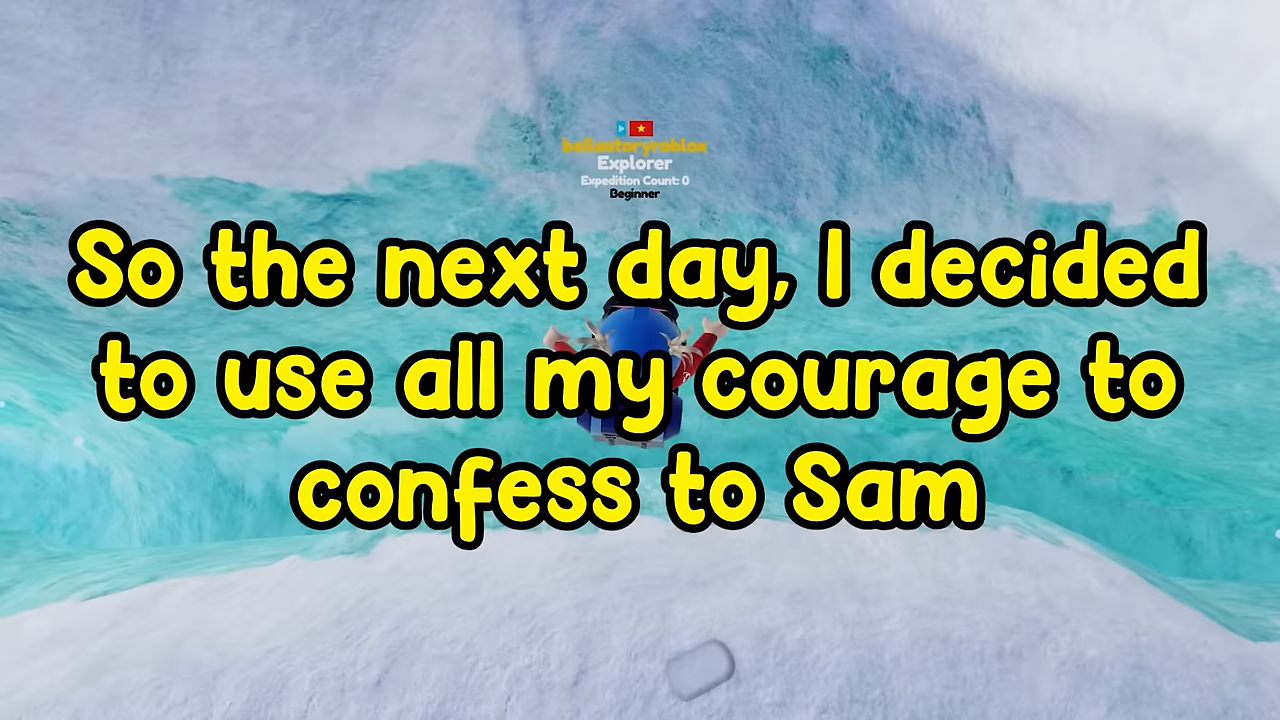 bellastoryroblox
Explorer
Expedition Count: 0
Beginner
So the next day, I decided
to use all my courage to
confess to Sam